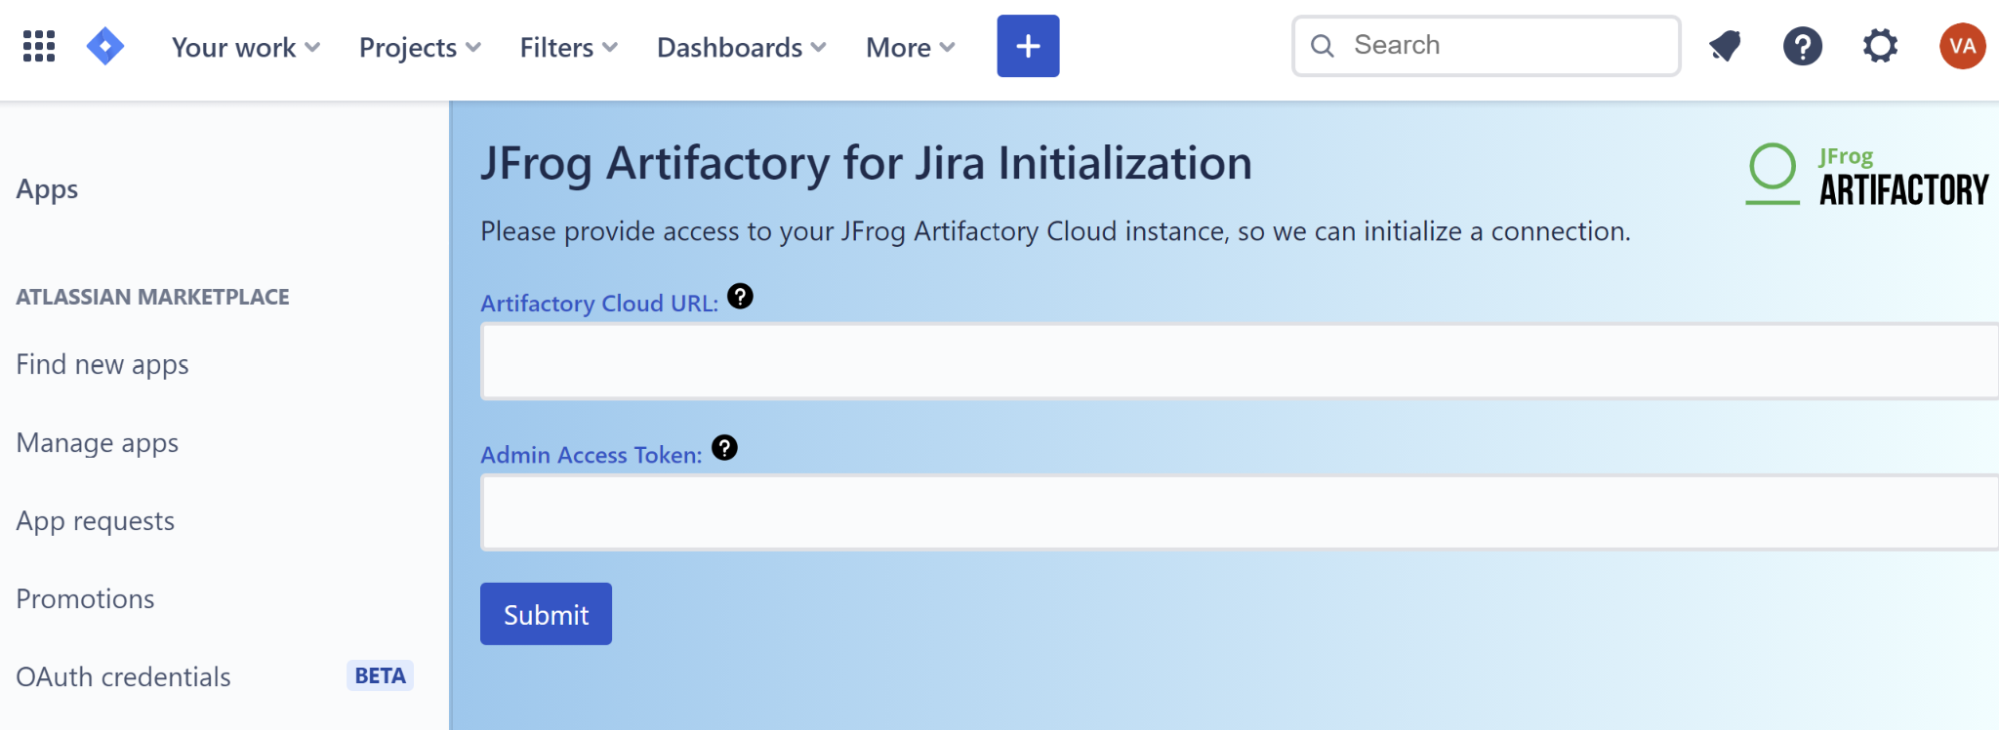 Your work Projects Filters Dashboards More + Search ? VA
Apps
ATLASSIAN MARKETPLACE
Find new apps
Manage apps
App requests
Promotions
OAuth credentials BETA
JFrog Artifactory for Jira Initialization
JFrog
ARTIFACTORY
Please provide access to your JFrog Artifactory Cloud instance, so we can initialize a connection.
Artifactory Cloud URL: ?
Admin Access Token: ?
Submit